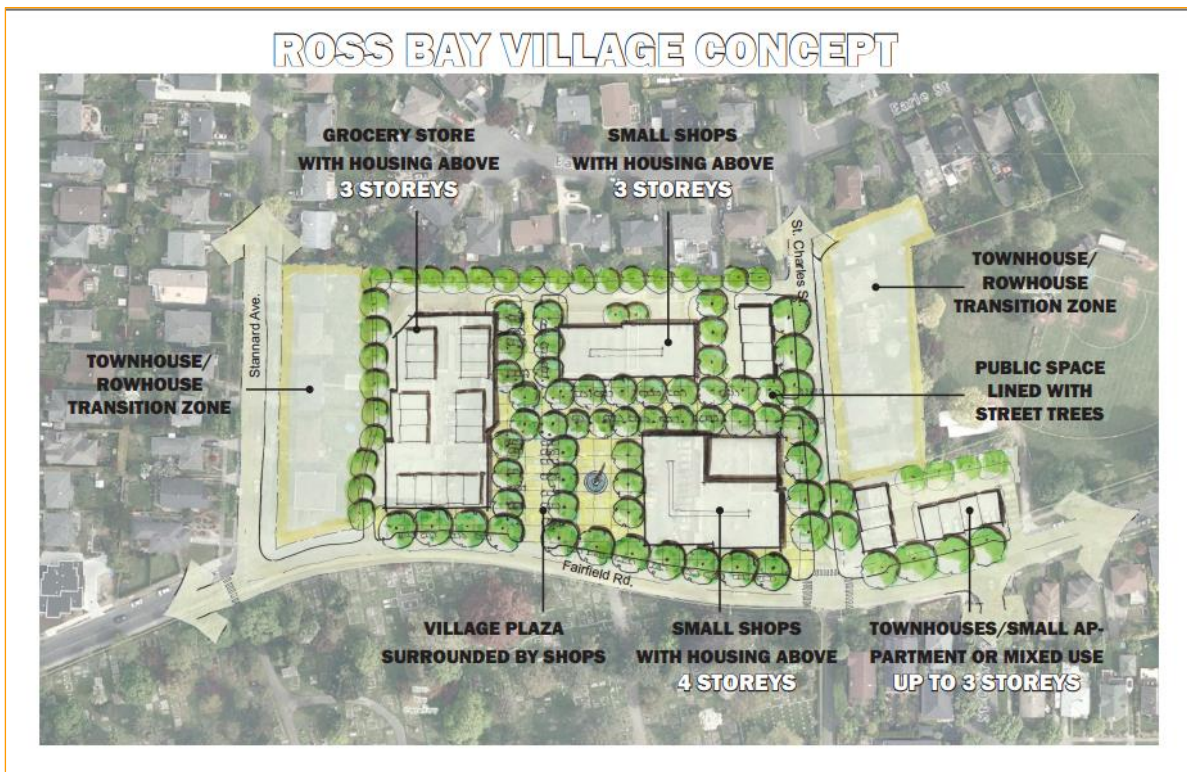 ROSS BAY VILLAGE CONCEPT
GROCERY STORE
WITH HOUSING ABOVE
3 STOREYS
SMALL SHOPS
WITH HOUSING ABOVE
3 STOREYS
Earle St
St. Charles St.
Stannard Ave.
TOWNHOUSE/
ROWHOUSE
TRANSITION ZONE
TOWNHOUSE/
ROWHOUSE
TRANSITION ZONE
PUBLIC SPACE
LINED WITH
STREET TREES
Fairfield Rd.
VILLAGE PLAZA
SURROUNDED BY SHOPS
SMALL SHOPS
WITH HOUSING ABOVE
4 STOREYS
TOWNHOUSES/SMALL AP-
PARTMENT OR MIXED USE
UP TO 3 STOREYS